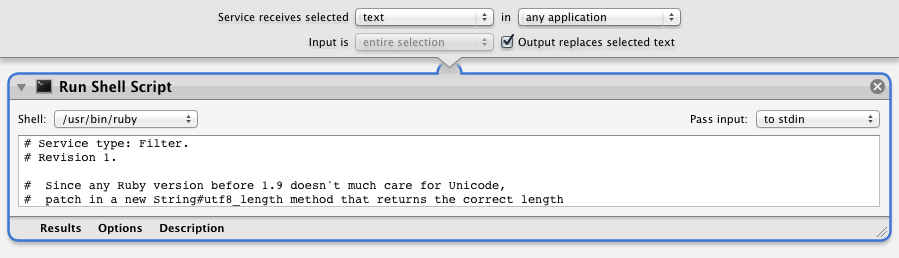 Service receives selected text in any application
Input is entire selection Output replaces selected text
Run Shell Script
Shell: /usr/bin/ruby Pass input: to stdin
# Service type: Filter.
# Revision 1.
#  Since any Ruby version before 1.9 doesn't much care for Unicode,
#  patch in a new String#utf8_length method that returns the correct length
Results Options Description